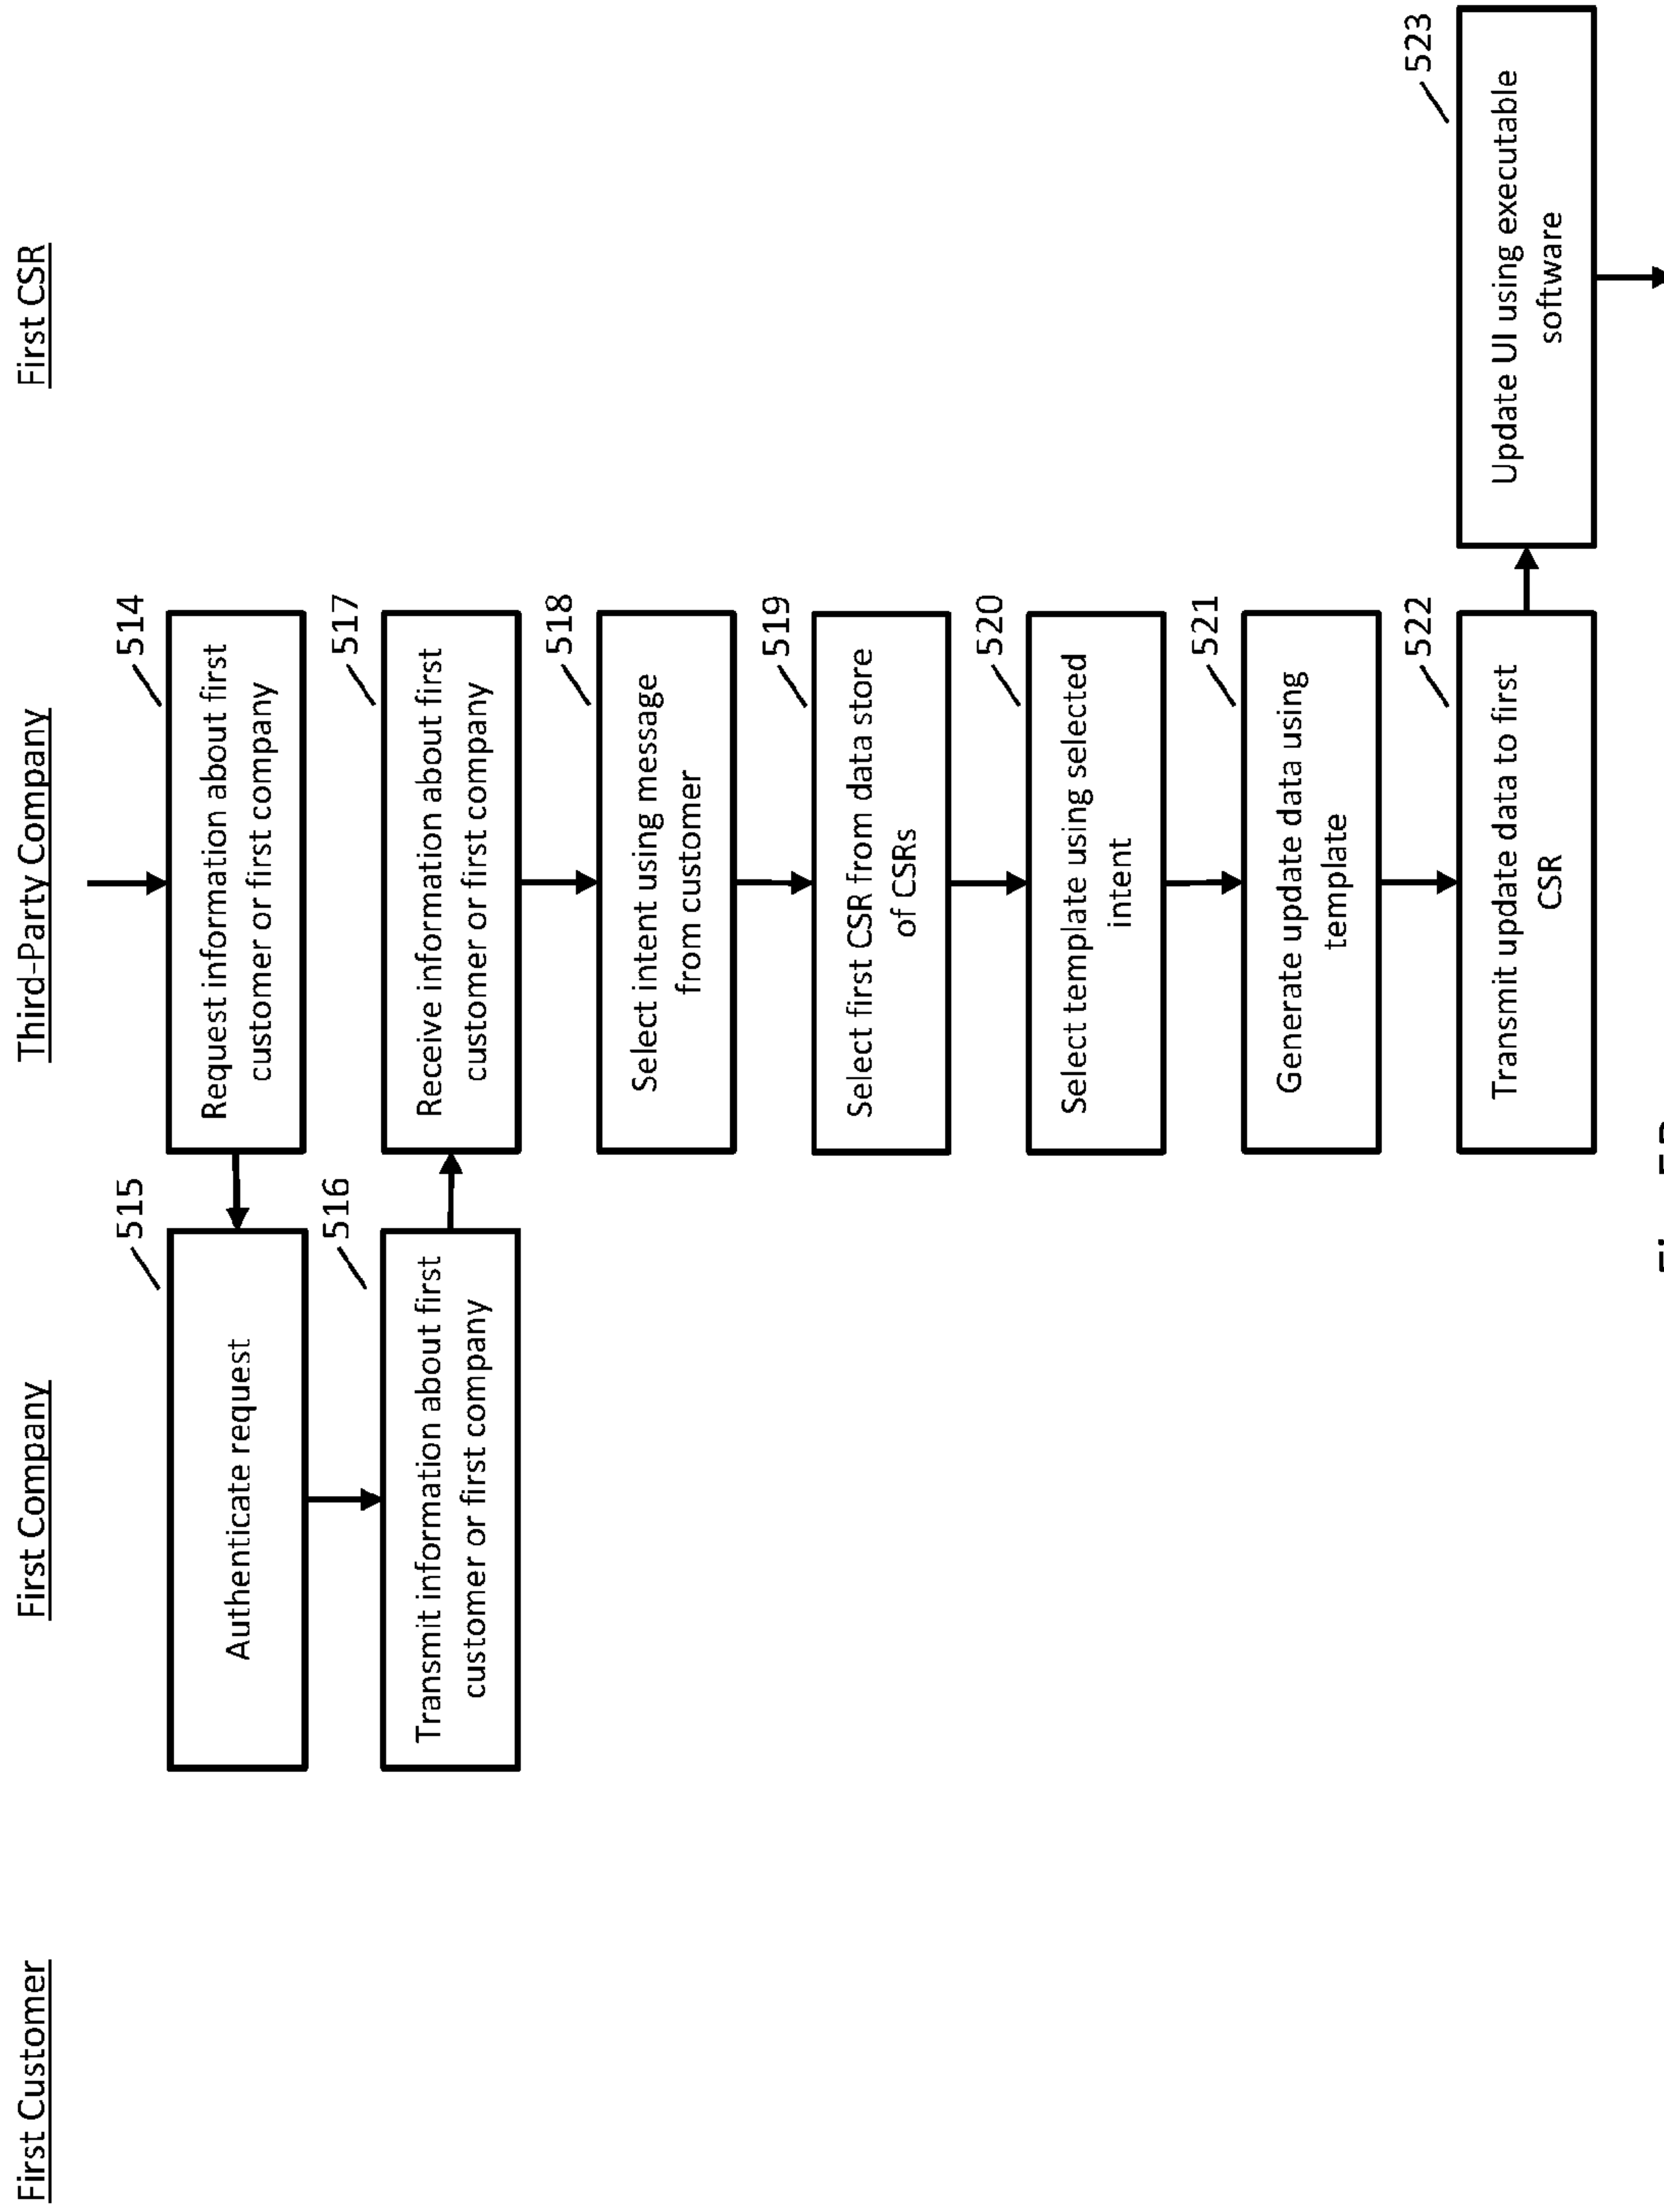 First Customer
First Company
Third-Party Company
First CSR
515
Authenticate request
514
Request information about first
customer or first company
516
Transmit information about first
customer or first company
517
Receive information about first
customer or first company
518
Select intent using message
from customer
519
Select first CSR from data store
of CSRs
520
Select template using selected
intent
521
Generate update data using
template
522
Transmit update data to first
CSR
523
Update UI using executable
software